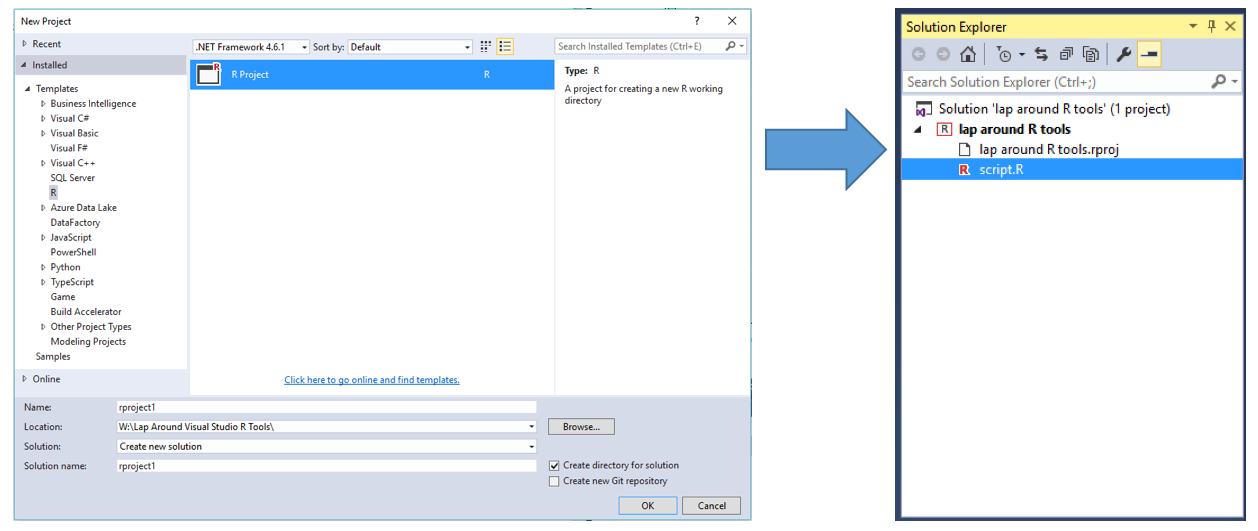 New Project
?
Recent
Installed
Templates
Business Intelligence
Visual C#
Visual Basic
Visual F#
Visual C++
SQL Server
R
Azure Data Lake
DataFactory
JavaScript
PowerShell
Python
TypeScript
Game
Build Accelerator
Other Project Types
Modeling Projects
Samples
Online
.NET Framework 4.6.1 Sort by: Default
R R Project R
Click here to go online and find templates.
Search Installed Templates (Ctrl+E)
Type: R
A project for creating a new R working
directory
Name: rproject1
Location: W:\Lap Around Visual Studio R Tools\ Browse...
Solution: Create new solution
Solution name: rproject1
Create directory for solution
Create new Git repository
OK Cancel
Solution Explorer
Search Solution Explorer (Ctrl+;)
Solution 'lap around R tools' (1 project)
R lap around R tools
lap around R tools.rproj
R script.R